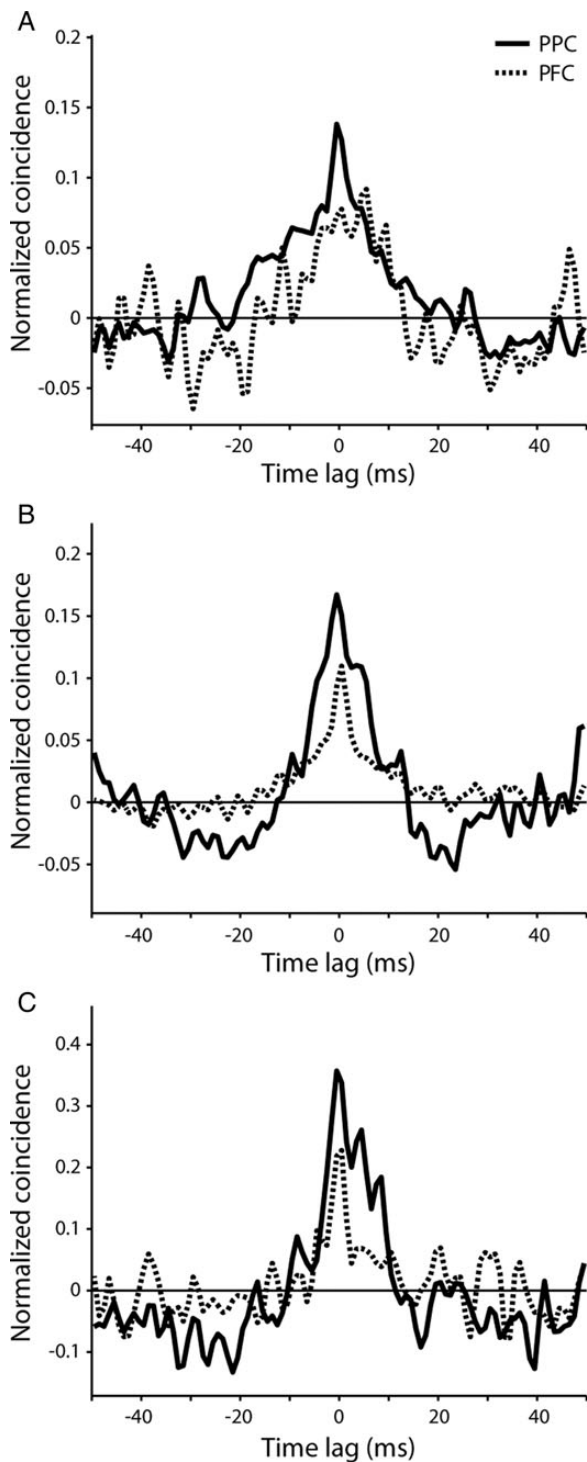 A
PPC
PFC
Normalized coincidence
0.2
0.15
0.1
0.05
0
-0.05
-40 -20 0 20 40
Time lag (ms)
B
Normalized coincidence
0.2
0.15
0.1
0.05
0
-0.05
-40 -20 0 20 40
Time lag (ms)
C
Normalized coincidence
0.4
0.3
0.2
0.1
0
-0.1
-40 -20 0 20 40
Time lag (ms)